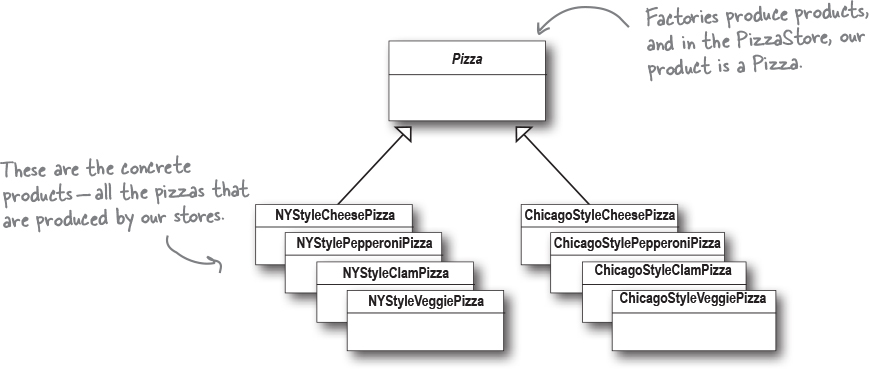 Factories produce products,
and in the PizzaStore, our
product is a Pizza.
Pizza
These are the concrete
products—all the pizzas that
are produced by our stores.
NYStyleCheesePizza
NYStylePepperoniPizza
NYStyleClamPizza
NYStyleVeggiePizza
ChicagoStyleCheesePizza
ChicagoStylePepperoniPizza
ChicagoStyleClamPizza
ChicagoStyleVeggiePizza